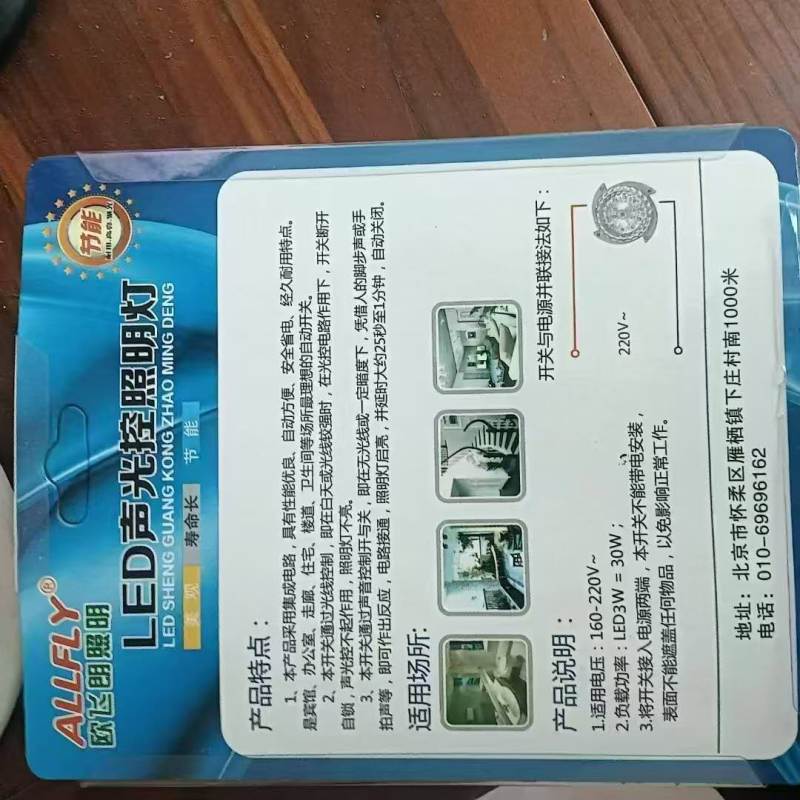 ALLFLY®
欧飞朗照明
LED声光控照明灯
LED SHENG GUANG KONG ZHAO MING DENG
美 观 寿命长 节 能
节能
产品特点：
1、本产品采用集成电路，具有性能优良、自动方便、安全省电、经久耐用特点。
是宾馆、办公室、走廊、住宅、楼道、卫生间等场所最理想的自动开关。
2、本开关通过光线控制，即在白天或光线较强时，在光控电路作用下，开关断开
自锁，声光控不起作用，照明灯不亮。
3、本开关通过声音控制开与关，即在无光线或一定暗度下，凭借人的脚步声或手
拍声等，即可作出反应，电路接通，照明灯启亮，并延时大约25秒至1分钟，自动关闭。
适用场所:
产品说明：
1.适用电压：160-220V~
2.负载功率：LED3W = 30W；
3.将开关接入电源两端，本开关不能带电安装，
表面不能遮盖任何物品，以免影响正常工作。
开关与电源并联接法如下：
220V~
地址：北京市怀柔区雁栖镇下庄村南1000米
电话：010-69696162